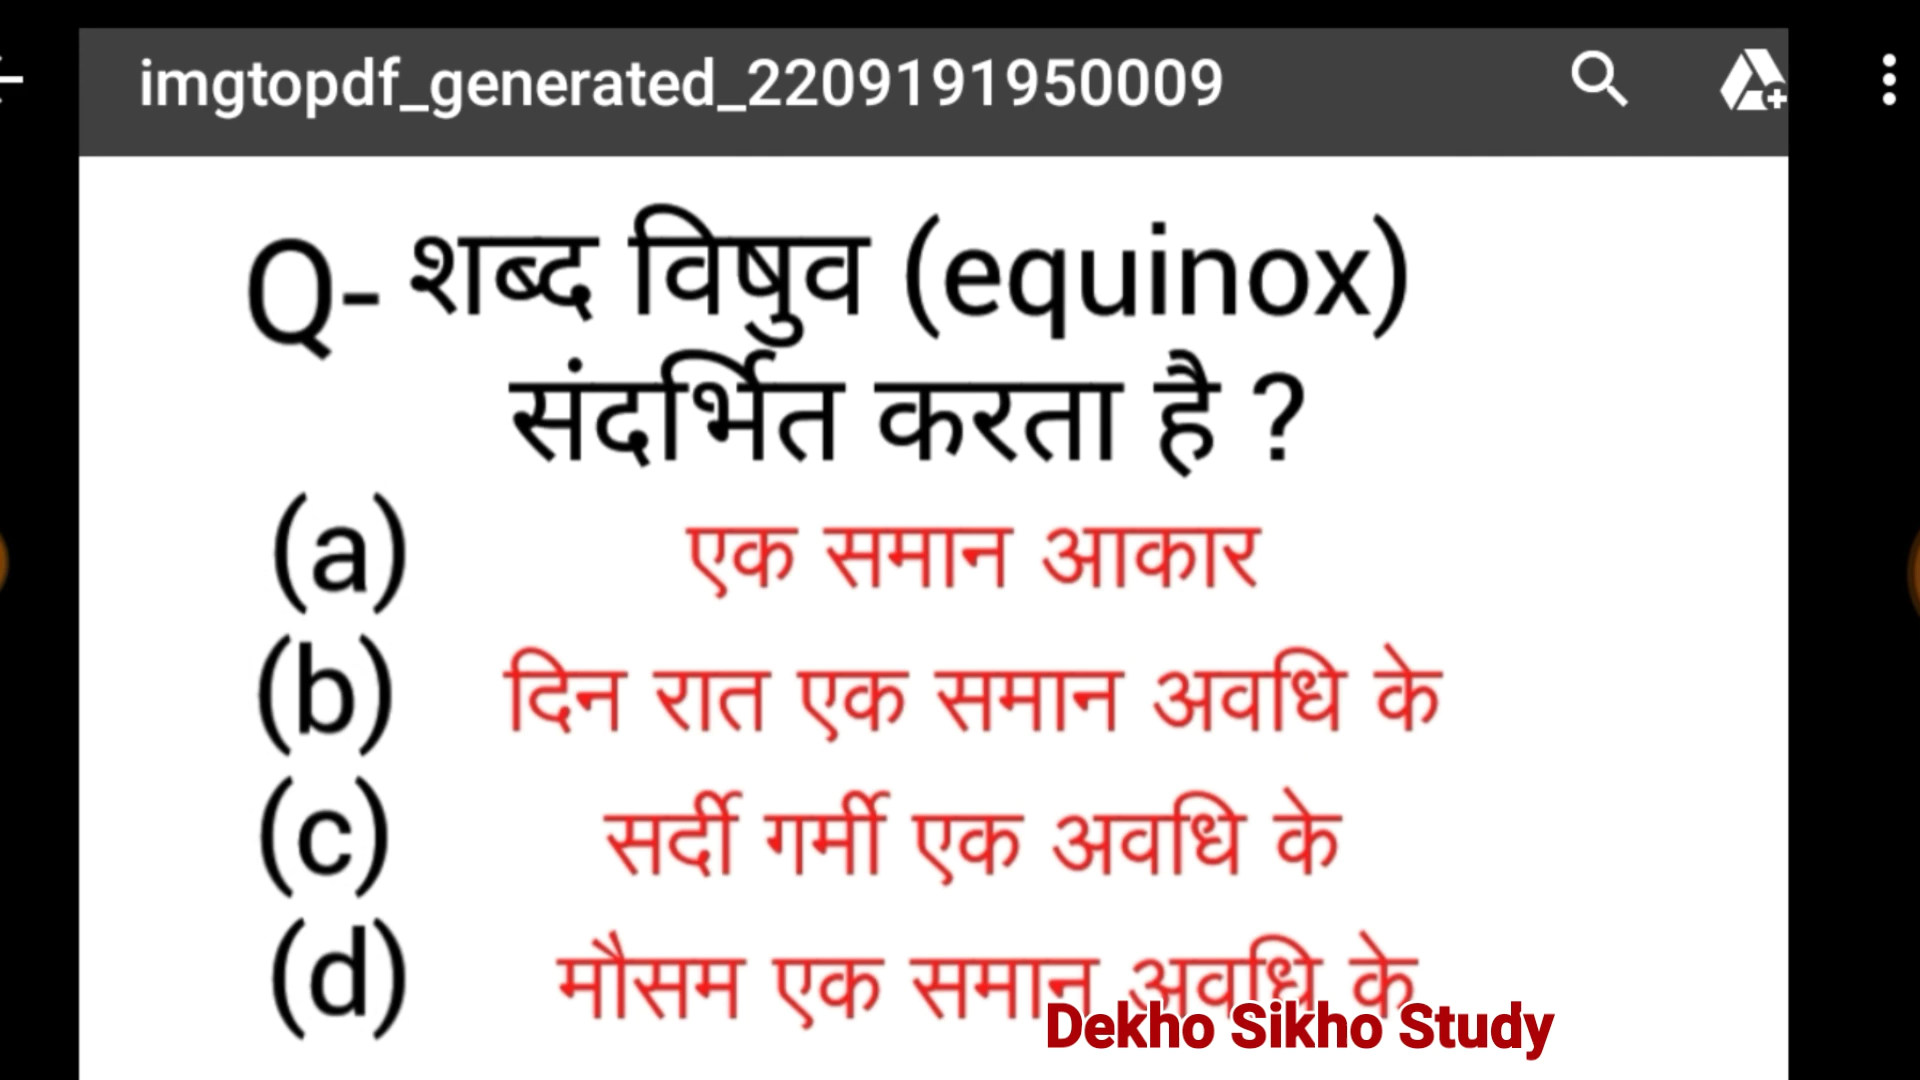 imgtopdf_generated_2209191950009
Q- शब्द विषुव (equinox)
संदर्भित करता है ?
(a) एक समान आकार
(b) दिन रात एक समान अवधि के
(c) सर्दी गर्मी एक अवधि के
(d) मौसम एक समान अवधि के
Dekho Sikho Study